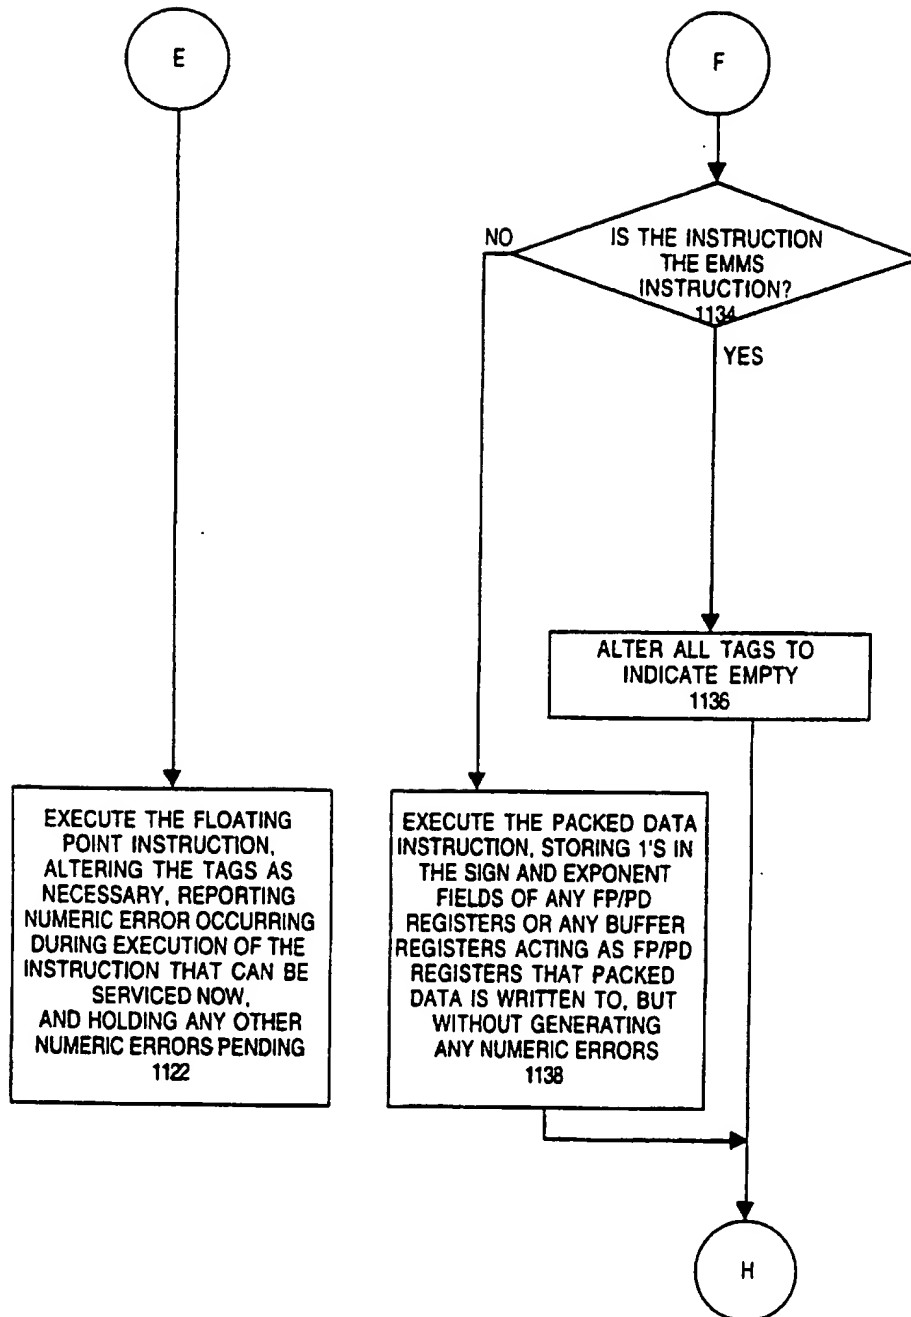 E
F
NO
IS THE INSTRUCTION
THE EMMS
INSTRUCTION?
1134
YES
ALTER ALL TAGS TO
INDICATE EMPTY
1136
EXECUTE THE FLOATING
POINT INSTRUCTION,
ALTERING THE TAGS AS
NECESSARY, REPORTING
NUMERIC ERROR OCCURRING
DURING EXECUTION OF THE
INSTRUCTION THAT CAN BE
SERVICED NOW,
AND HOLDING ANY OTHER
NUMERIC ERRORS PENDING
1122
EXECUTE THE PACKED DATA
INSTRUCTION, STORING 1'S IN
THE SIGN AND EXPONENT
FIELDS OF ANY FP/PD
REGISTERS OR ANY BUFFER
REGISTERS ACTING AS FP/PD
REGISTERS THAT PACKED
DATA IS WRITTEN TO, BUT
WITHOUT GENERATING
ANY NUMERIC ERRORS
1138
H